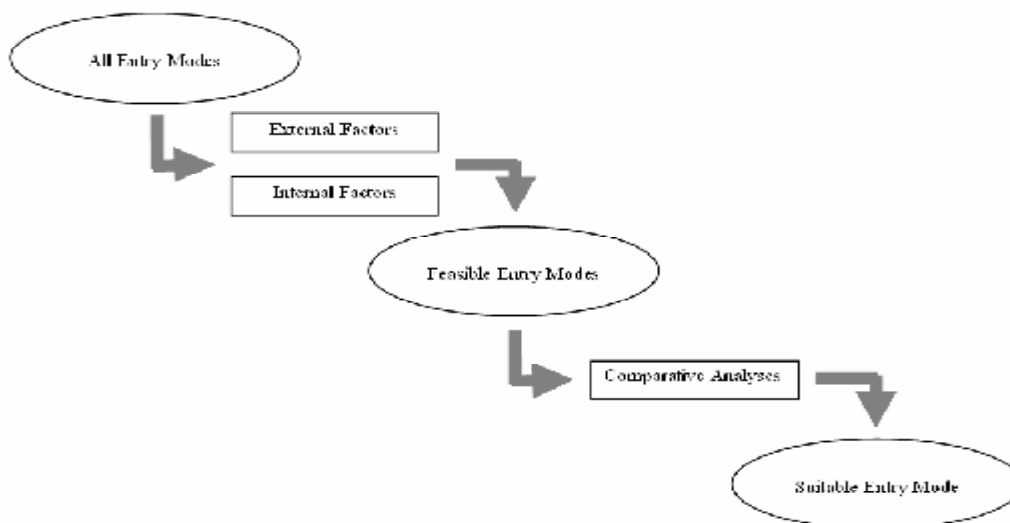 All Entry Modes
External Factors
Internal Factors
Feasible Entry Modes
Comparative Analyses
Suitable Entry Mode